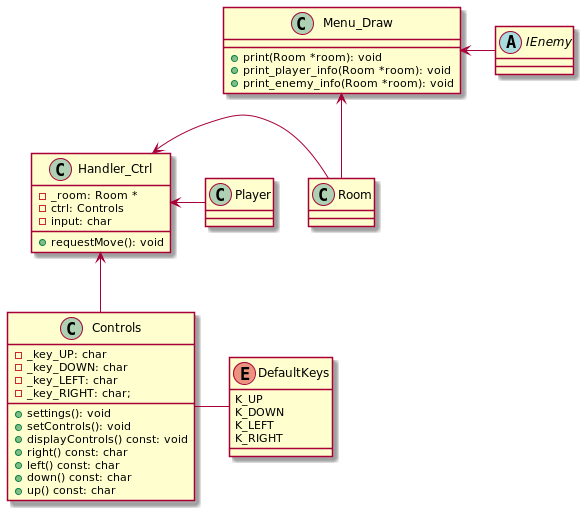 C Menu_Draw
print(Room *room): void
print_player_info(Room *room): void
print_enemy_info(Room *room): void
A IEnemy
C Handler_Ctrl
_room: Room *
ctrl: Controls
input: char
requestMove(): void
C Player
C Room
C Controls
_key_UP: char
_key_DOWN: char
_key_LEFT: char
_key_RIGHT: char;
settings(): void
setControls(): void
displayControls() const: void
right() const: char
left() const: char
down() const: char
up() const: char
E DefaultKeys
K_UP
K_DOWN
K_LEFT
K_RIGHT